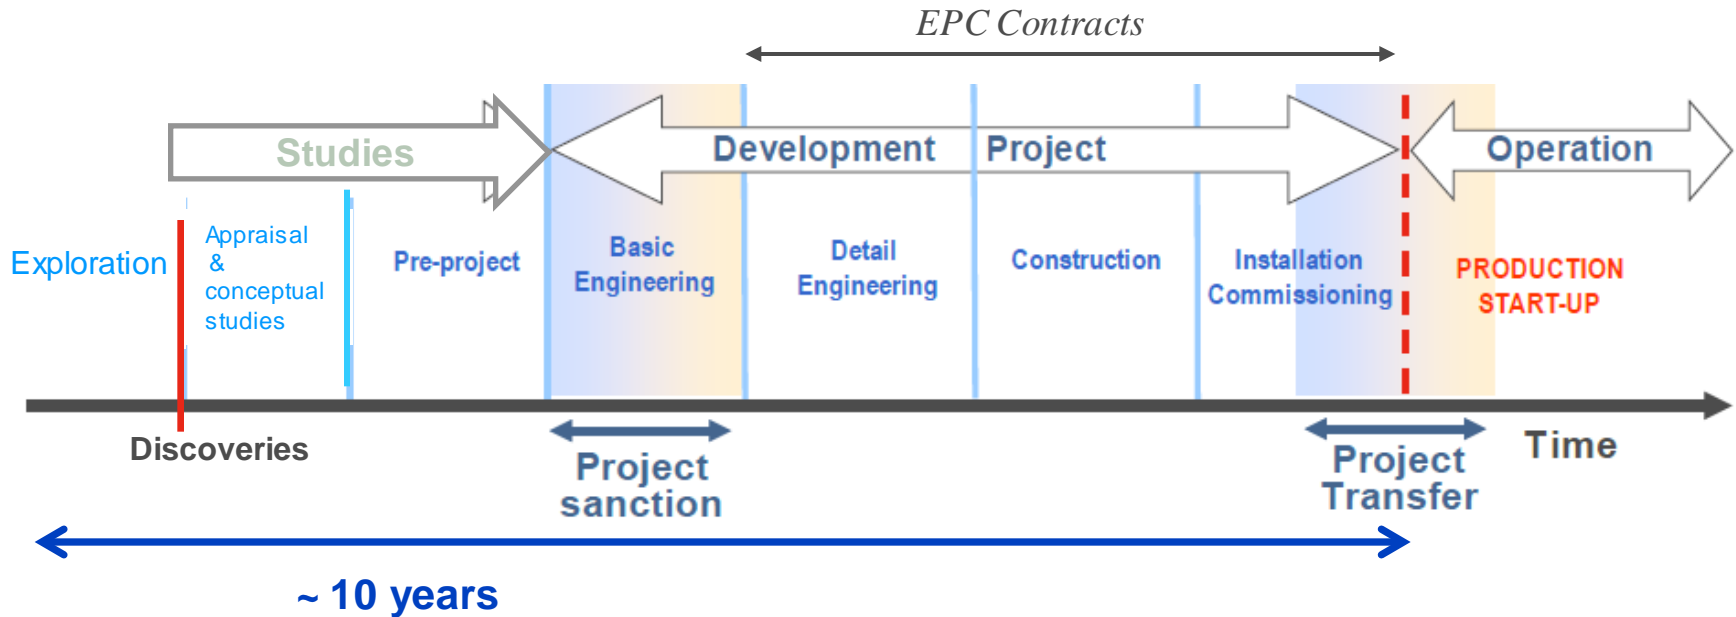 EPC Contracts
Studies
Development Project
Operation
Exploration
Appraisal
&
conceptual
studies
Pre-project
Basic
Engineering
Detail
Engineering
Construction
Installation
Commissioning
PRODUCTION
START-UP
Discoveries
Project
sanction
Project
Transfer
Time
~ 10 years